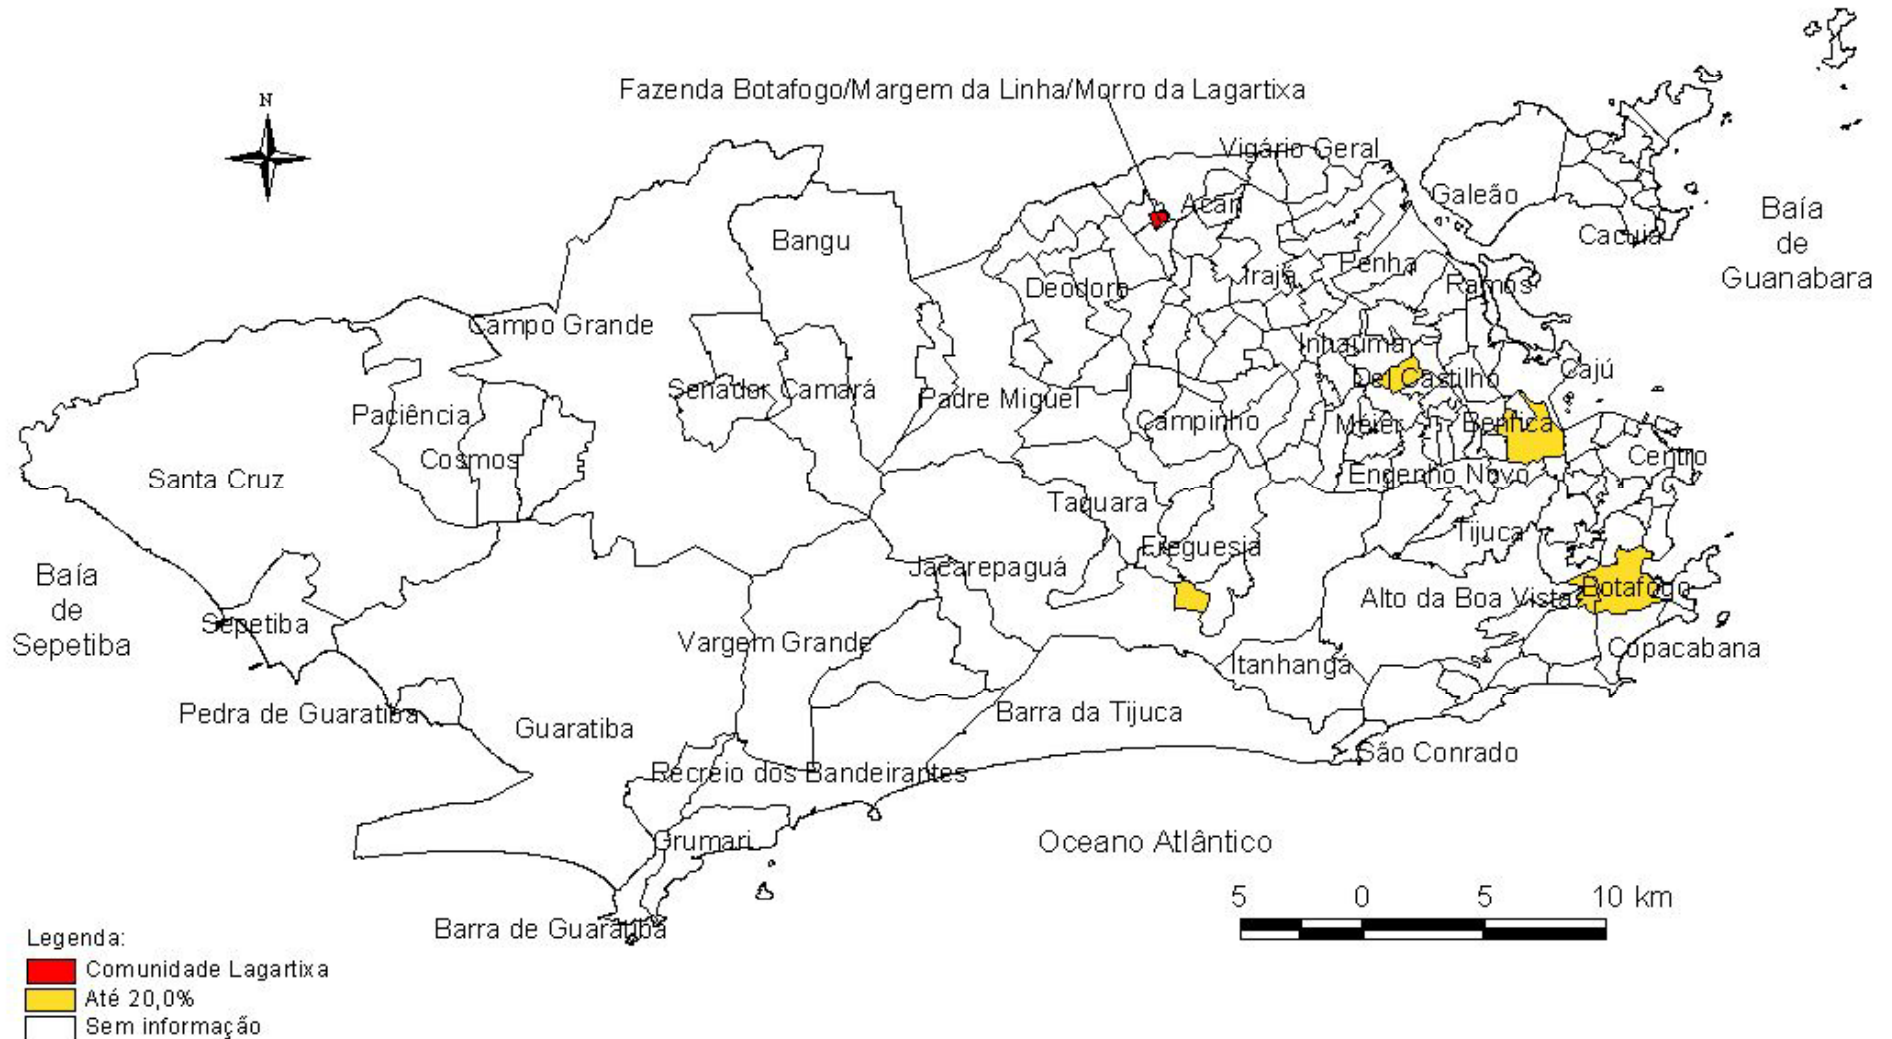 Fazenda Botafogo/Margem da Linha/Morro da Lagartixa
N
Vigário Geral
Galeão
Acari
Baía
de
Guanabara
Bangu
Cacuia
Penha
Irajá
Deodoro
Ramos
Campo Grande
Inhaúma
Cajú
Del Castilho
Senador Camará
Padre Miguel
Paciência
Campinho
Méier
Benfica
Cosmos
Centro
Santa Cruz
Engenho Novo
Taquara
Tijuca
Freguesia
Jacarepaguá
Baía
de
Sepetiba
Alto da Boa Vista
Botafogo
Sepetiba
Vargem Grande
Copacabana
Itanhangá
Pedra de Guaratiba
Barra da Tijuca
Guaratiba
São Conrado
Recreio dos Bandeirantes
Grumari
Oceano Atlântico
5 0 5 10 km
Barra de Guaratiba
Legenda:
Comunidade Lagartixa
Até 20,0%
Sem informação